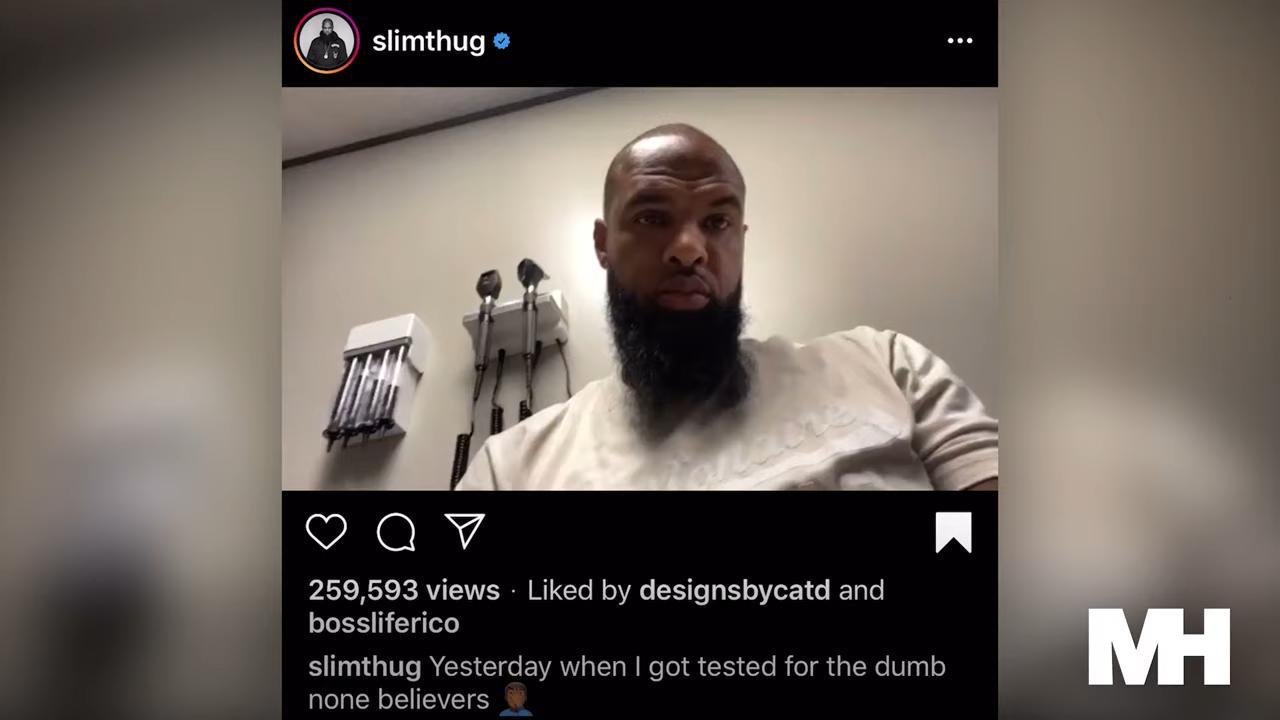 slimthug
259,593 views · Liked by designsbycatd and
bossliferico
slimthug Yesterday when I got tested for the dumb
none believers 🤦🏾‍♂️
MH